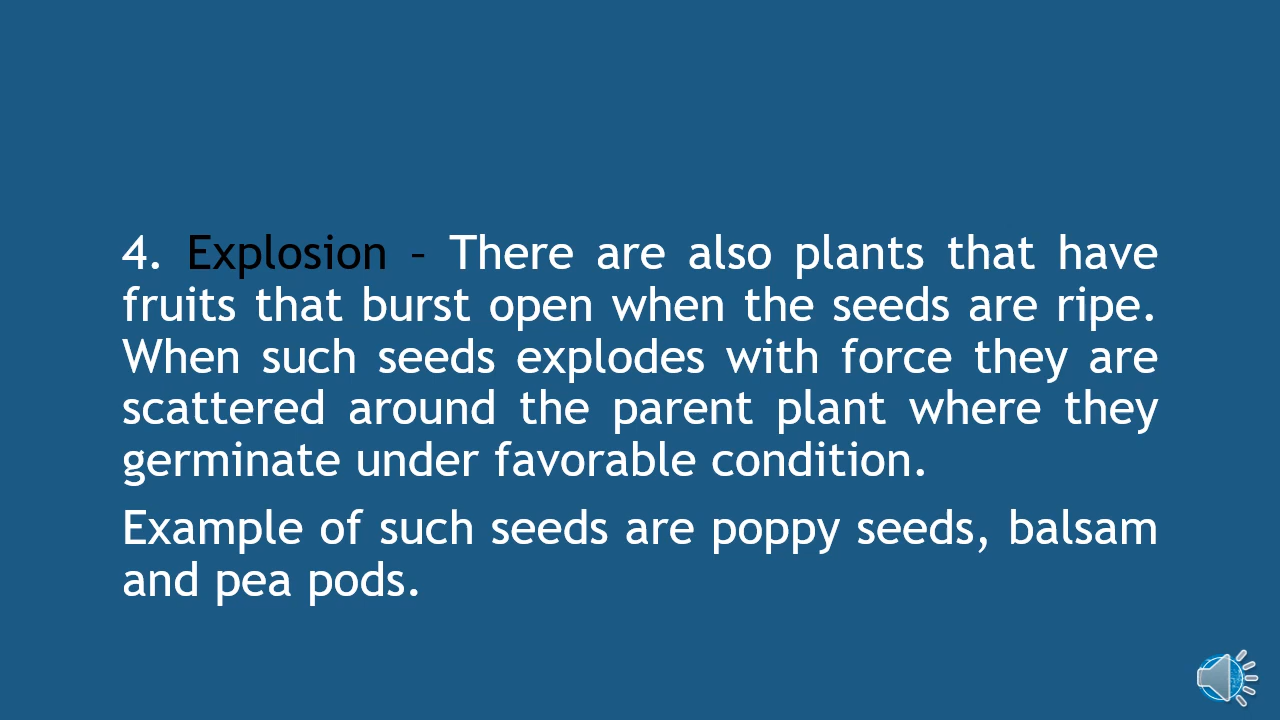 4. Explosion – There are also plants that have
fruits that burst open when the seeds are ripe.
When such seeds explodes with force they are
scattered around the parent plant where they
germinate under favorable condition.
Example of such seeds are poppy seeds, balsam
and pea pods.